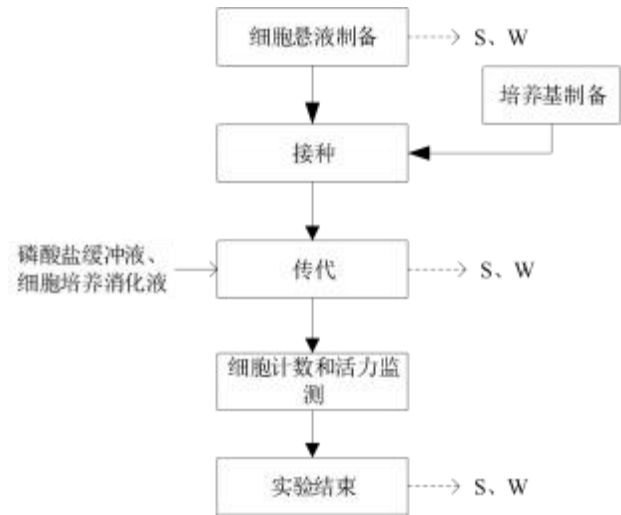 细胞悬液制备
S、W
培养基制备
接种
磷酸盐缓冲液、
细胞培养消化液
传代
S、W
细胞计数和活力监
测
实验结束
S、W